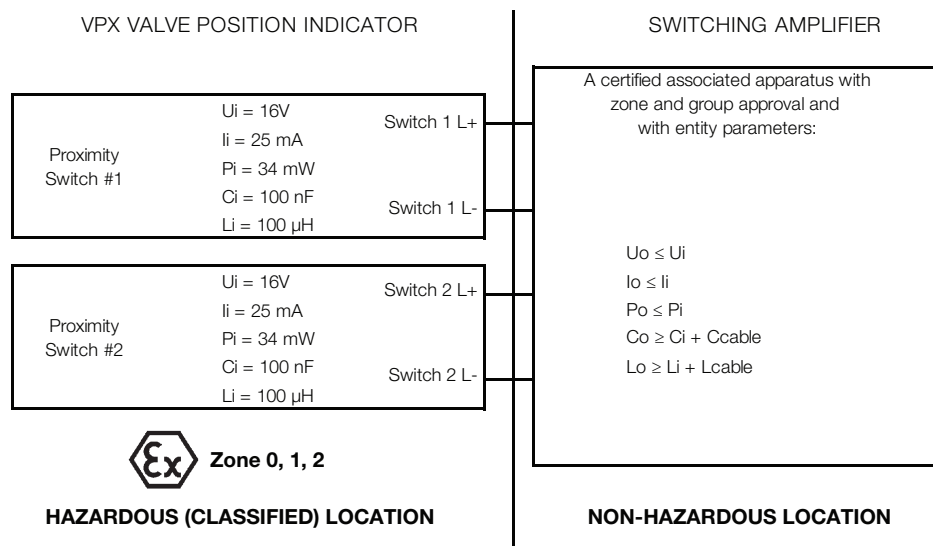 VPX VALVE POSITION INDICATOR
SWITCHING AMPLIFIER
A certified associated apparatus with
zone and group approval and
with entity parameters:
Proximity
Switch #1
Ui = 16V
Ii = 25 mA
Pi = 34 mW
Ci = 100 nF
Li = 100 µH
Switch 1 L+
Switch 1 L-
Proximity
Switch #2
Ui = 16V
Ii = 25 mA
Pi = 34 mW
Ci = 100 nF
Li = 100 µH
Switch 2 L+
Switch 2 L-
Uo ≤ Ui
Io ≤ Ii
Po ≤ Pi
Co ≥ Ci + Ccable
Lo ≥ Li + Lcable
Ex Zone 0, 1, 2
HAZARDOUS (CLASSIFIED) LOCATION
NON-HAZARDOUS LOCATION